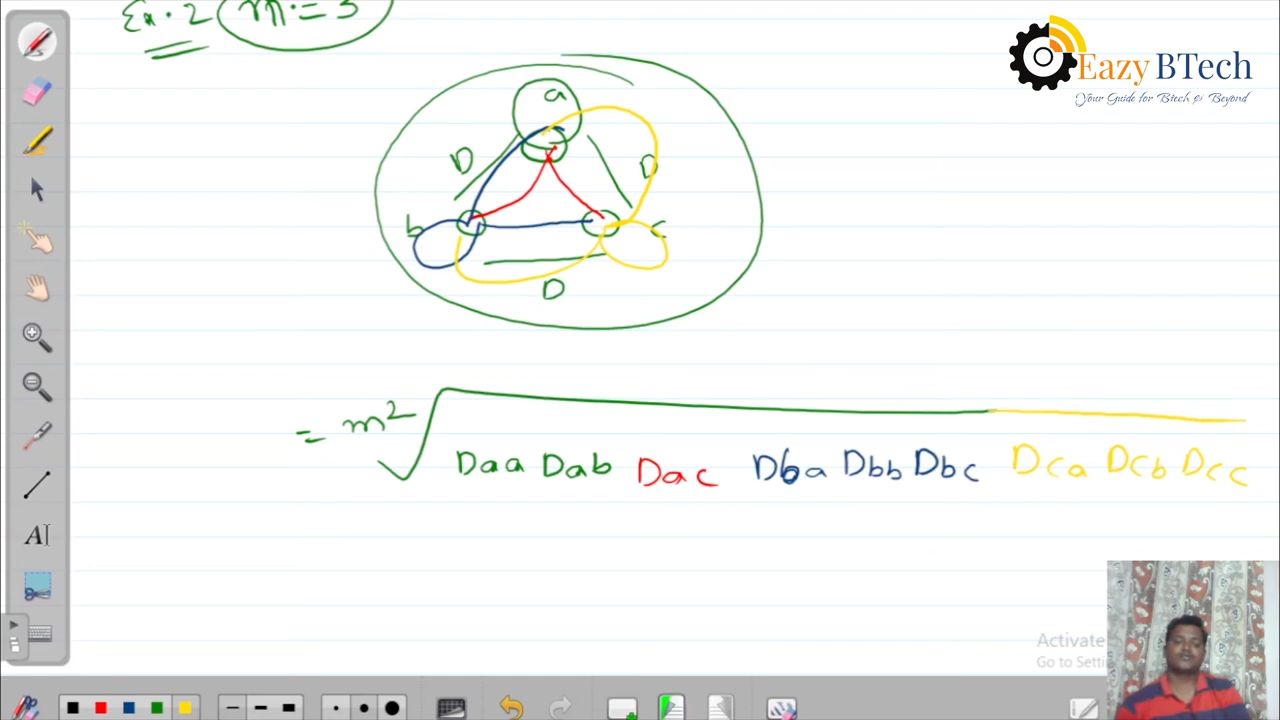 Ex. 2 m = 3
Eazy BTech
Your Guide for Btech & Beyond
a
D D
b c
D
= m² √ Daa Dab Dac Dba Dbb Dbc Dca Dcb Dcc
A
Activate
Go to Setti